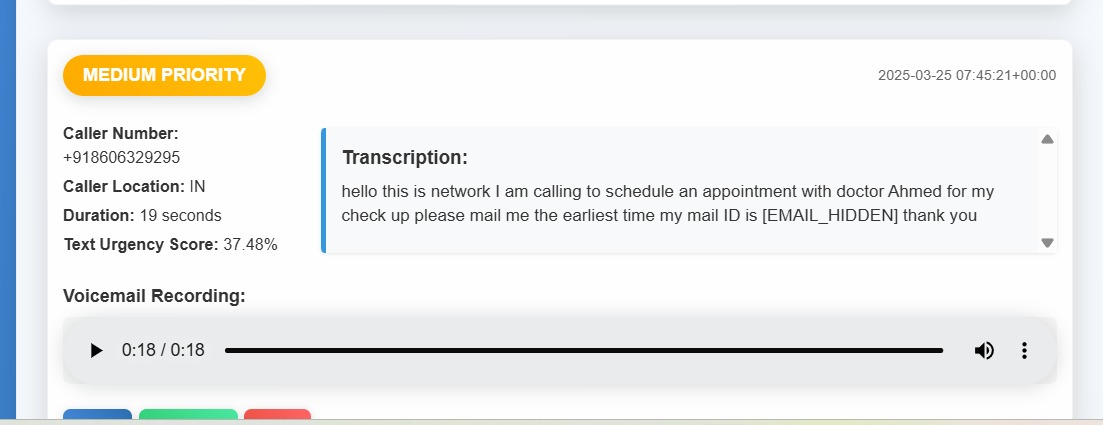 MEDIUM PRIORITY
2025-03-25 07:45:21+00:00
Caller Number:
+918606329295
Caller Location: IN
Duration: 19 seconds
Text Urgency Score: 37.48%
Transcription:
hello this is network I am calling to schedule an appointment with doctor Ahmed for my
check up please mail me the earliest time my mail ID is [EMAIL_HIDDEN] thank you
Voicemail Recording:
0:18 / 0:18